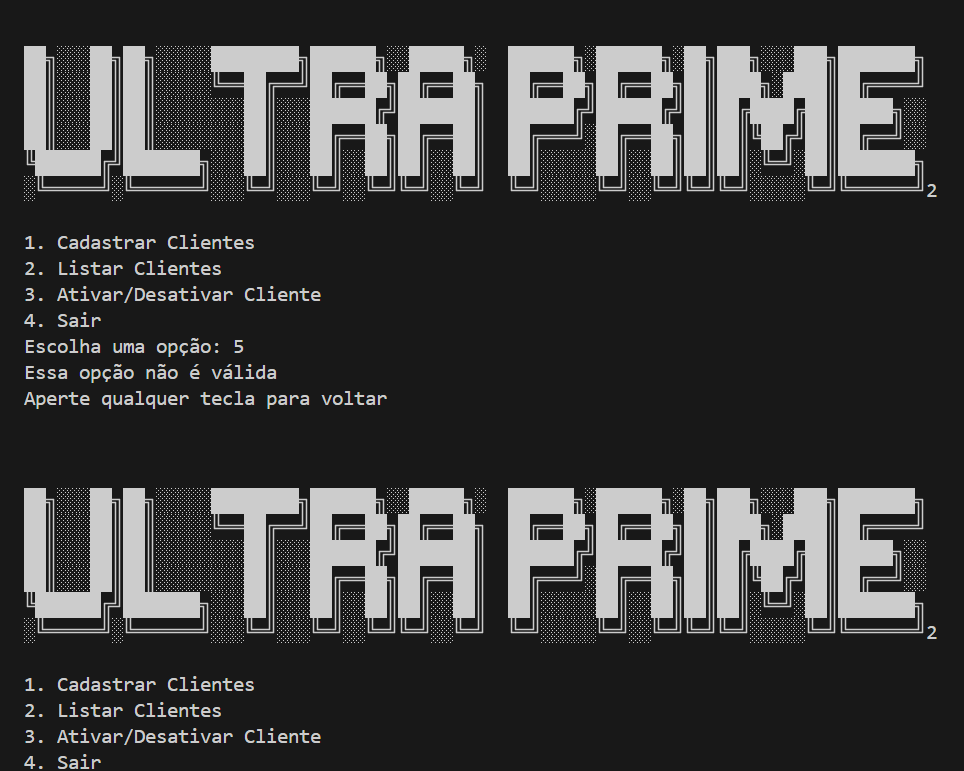 ULTRA PRIME 2
1. Cadastrar Clientes
2. Listar Clientes
3. Ativar/Desativar Cliente
4. Sair
Escolha uma opção: 5
Essa opção não é válida
Aperte qualquer tecla para voltar
ULTRA PRIME 2
1. Cadastrar Clientes
2. Listar Clientes
3. Ativar/Desativar Cliente
4. Sair